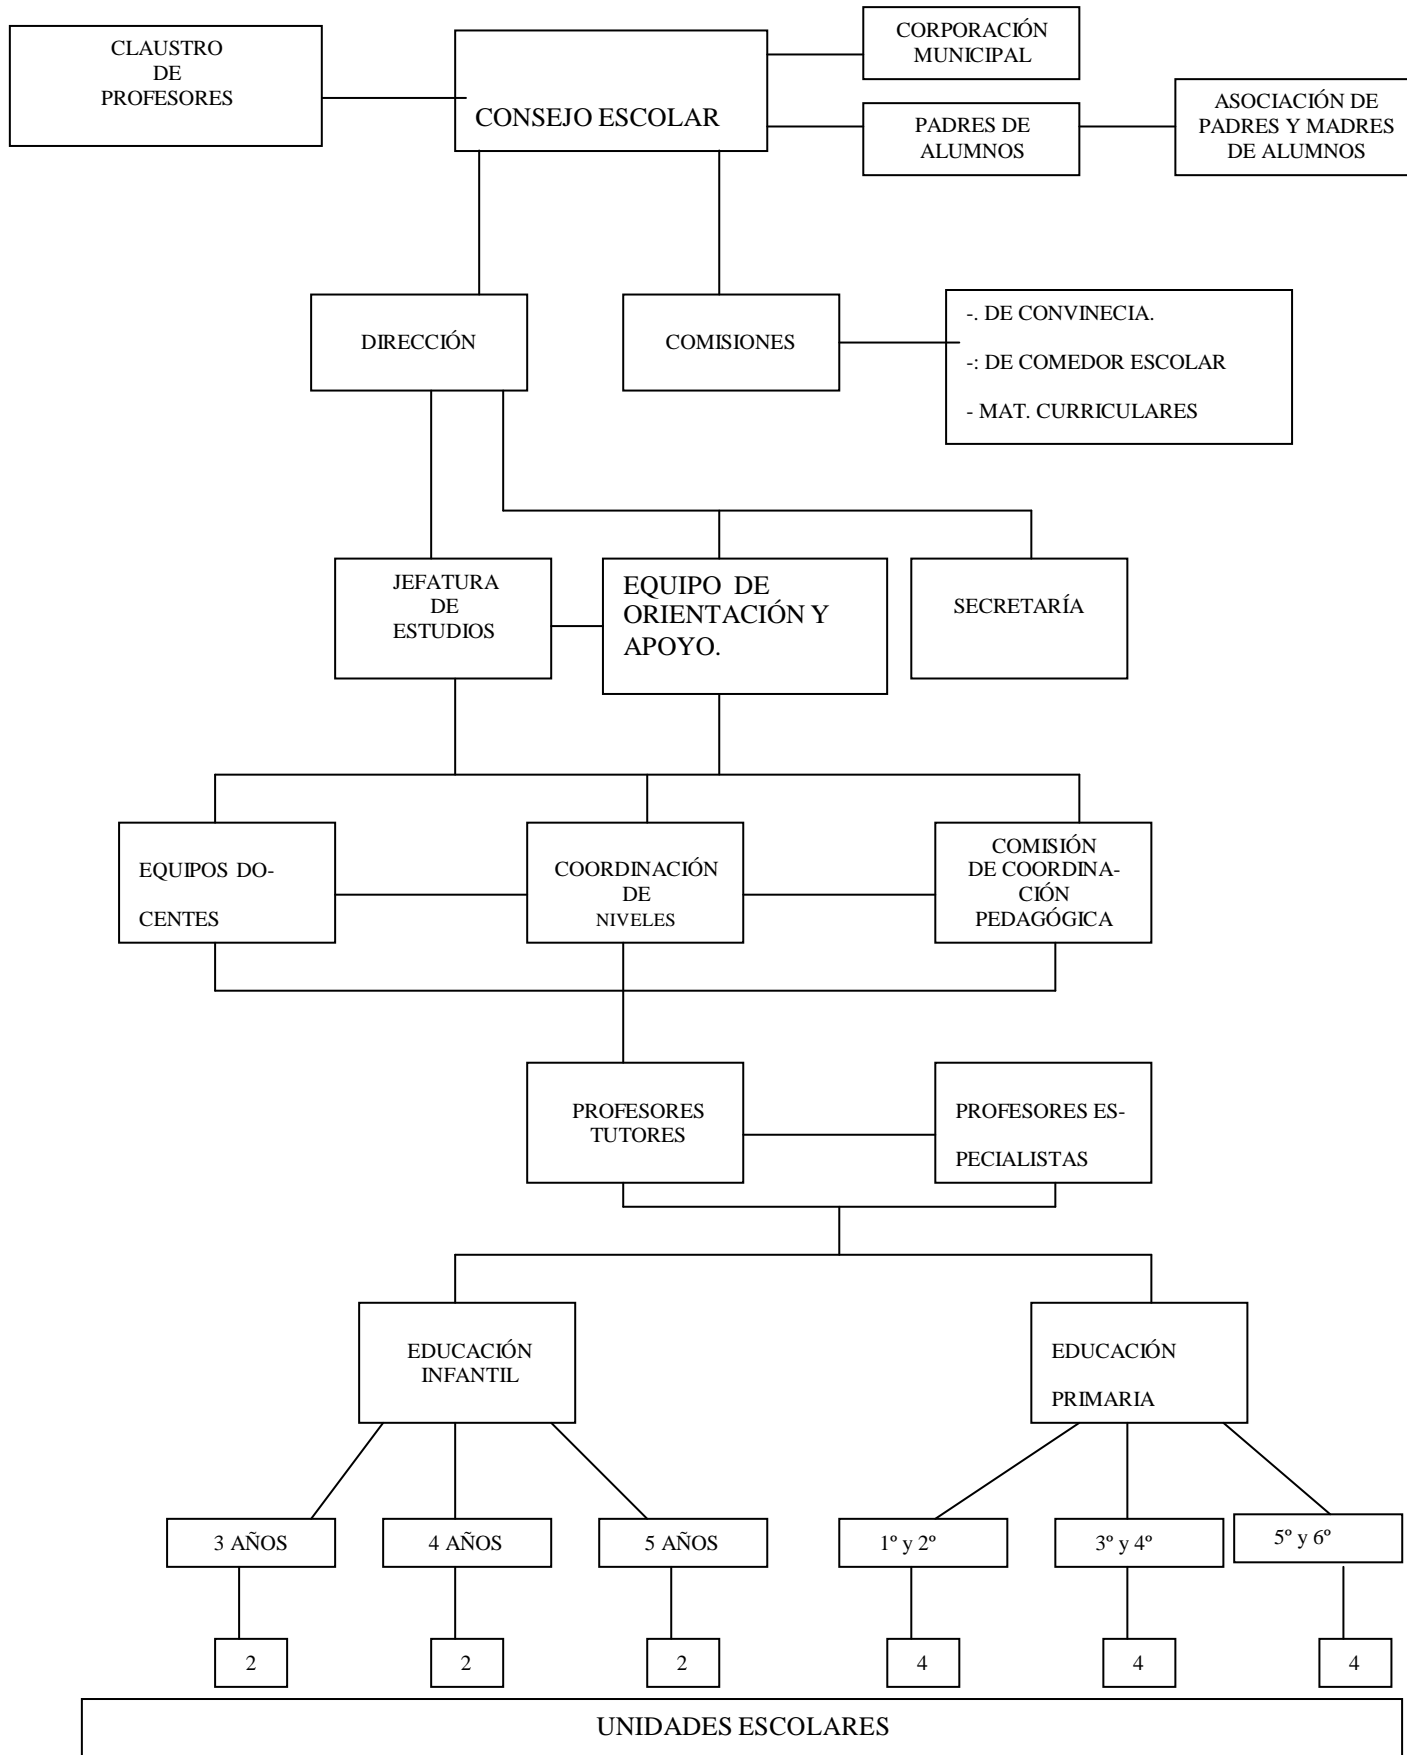 CLAUSTRO
DE
PROFESORES
CONSEJO ESCOLAR
CORPORACIÓN
MUNICIPAL
PADRES DE
ALUMNOS
ASOCIACIÓN DE
PADRES Y MADRES
DE ALUMNOS
DIRECCIÓN
COMISIONES
-. DE CONVINECIA.
-: DE COMEDOR ESCOLAR
- MAT. CURRICULARES
JEFATURA
DE
ESTUDIOS
EQUIPO DE
ORIENTACIÓN Y
APOYO.
SECRETARÍA
EQUIPOS DO-
CENTES
COORDINACIÓN
DE
NIVELES
COMISIÓN
DE COORDINA-
CIÓN
PEDAGÓGICA
PROFESORES
TUTORES
PROFESORES ES-
PECIALISTAS
EDUCACIÓN
INFANTIL
EDUCACIÓN
PRIMARIA
3 AÑOS
4 AÑOS
5 AÑOS
1º y 2º
3º y 4º
5º y 6º
2
2
2
4
4
4
UNIDADES ESCOLARES